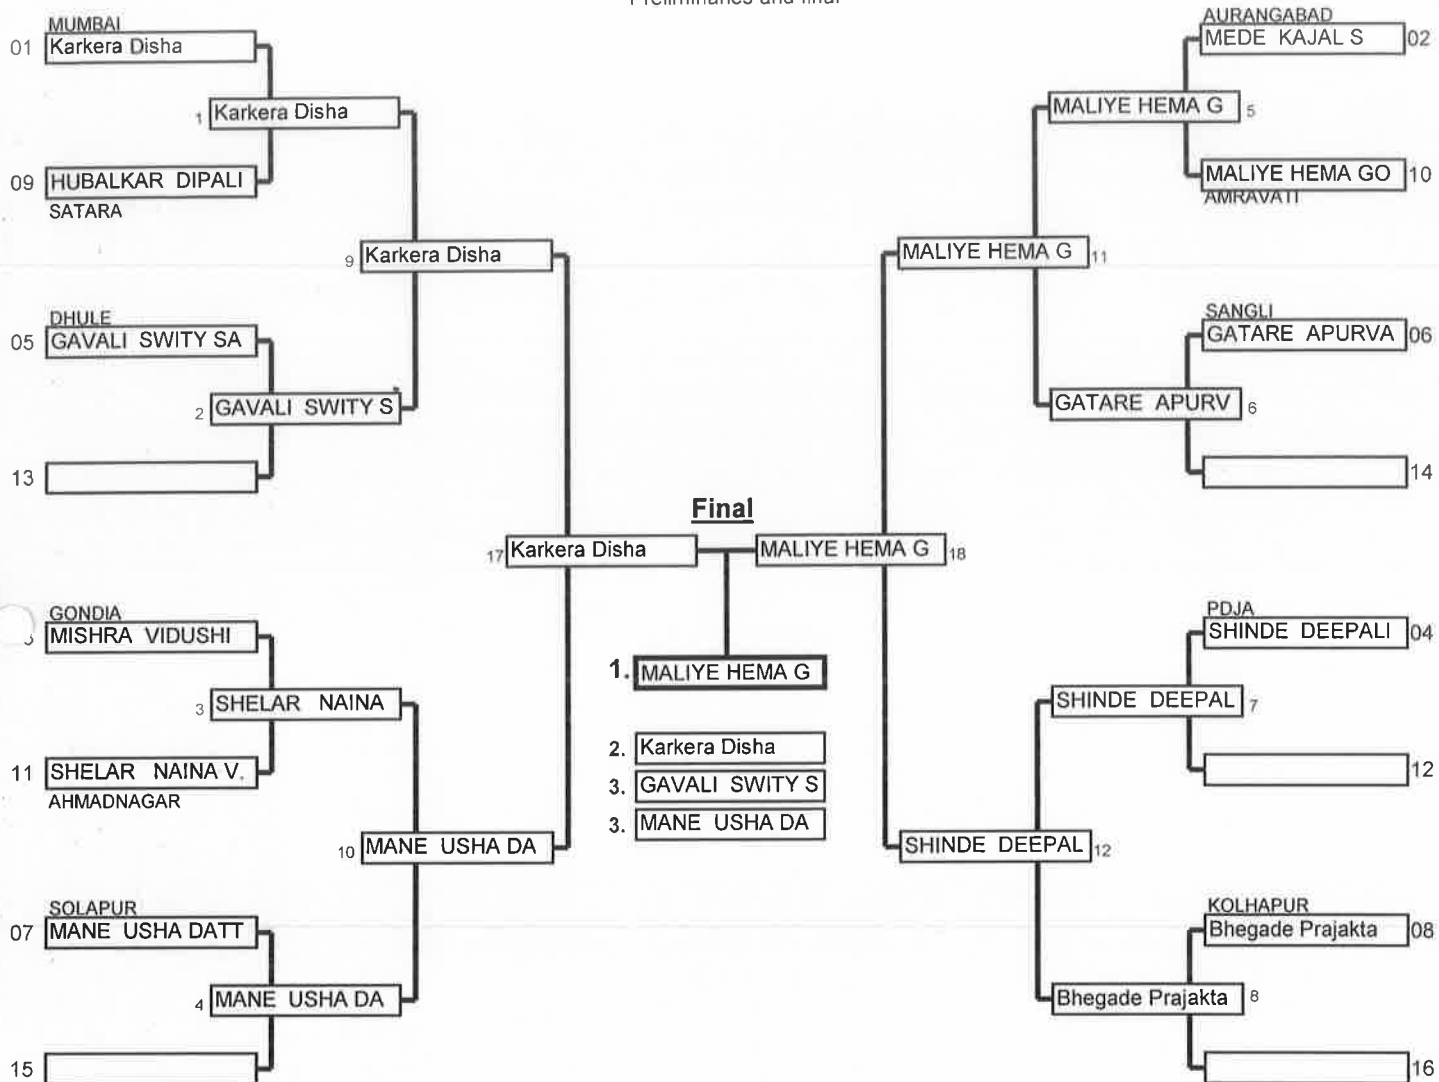 Preliminaries and final
MUMBAI
01 Karkera Disha
1 Karkera Disha
09 HUBALKAR DIPALI
SATARA
9 Karkera Disha
DHULE
05 GAVALI SWITY SA
2 GAVALI SWITY S
13
17 Karkera Disha
GONDIA
MISHRA VIDUSHI
3 SHELAR NAINA
11 SHELAR NAINA V.
AHMADNAGAR
10 MANE USHA DA
SOLAPUR
07 MANE USHA DATT
4 MANE USHA DA
15
Final
1. MALIYE HEMA G
2. Karkera Disha
3. GAVALI SWITY S
3. MANE USHA DA
AURANGABAD
MEDE KAJAL S 02
MALIYE HEMA G 5
MALIYE HEMA GO 10
AMRAVATI
MALIYE HEMA G 11
SANGLI
GATARE APURVA 06
GATARE APURV 6
14
MALIYE HEMA G 18
PDJA
SHINDE DEEPALI 04
SHINDE DEEPAL 7
12
SHINDE DEEPAL 12
KOLHAPUR
Bhegade Prajakta 08
Bhegade Prajakta 8
16